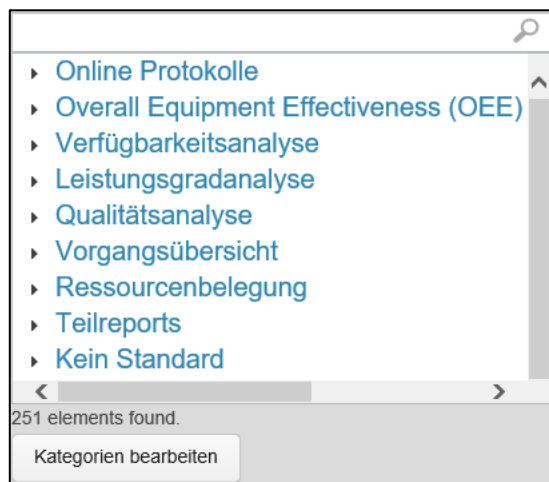 Online Protokolle
Overall Equipment Effectiveness (OEE)
Verfügbarkeitsanalyse
Leistungsgradanalyse
Qualitätsanalyse
Vorgangsübersicht
Ressourcenbelegung
Teilreports
Kein Standard
251 elements found.
Kategorien bearbeiten